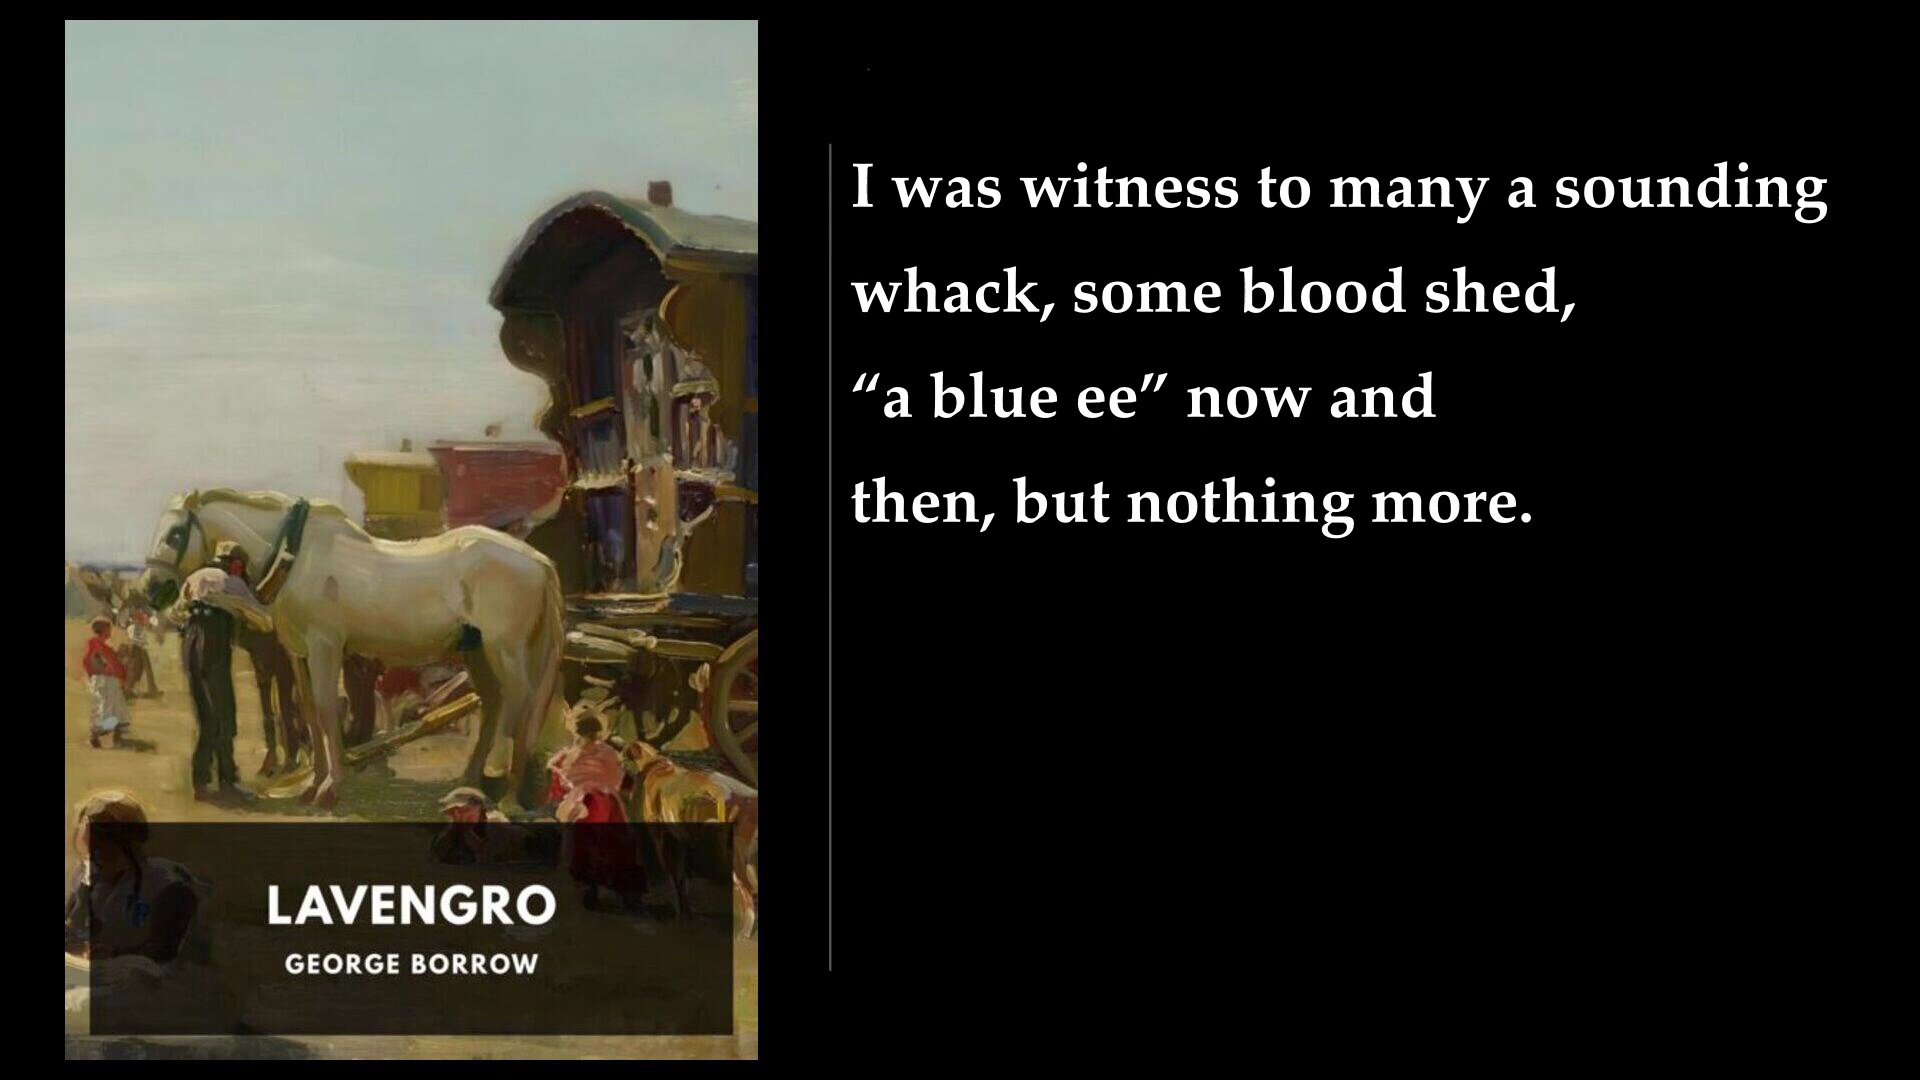 I was witness to many a sounding
whack, some blood shed,
“a blue ee” now and
then, but nothing more.
LAVENGRO
GEORGE BORROW